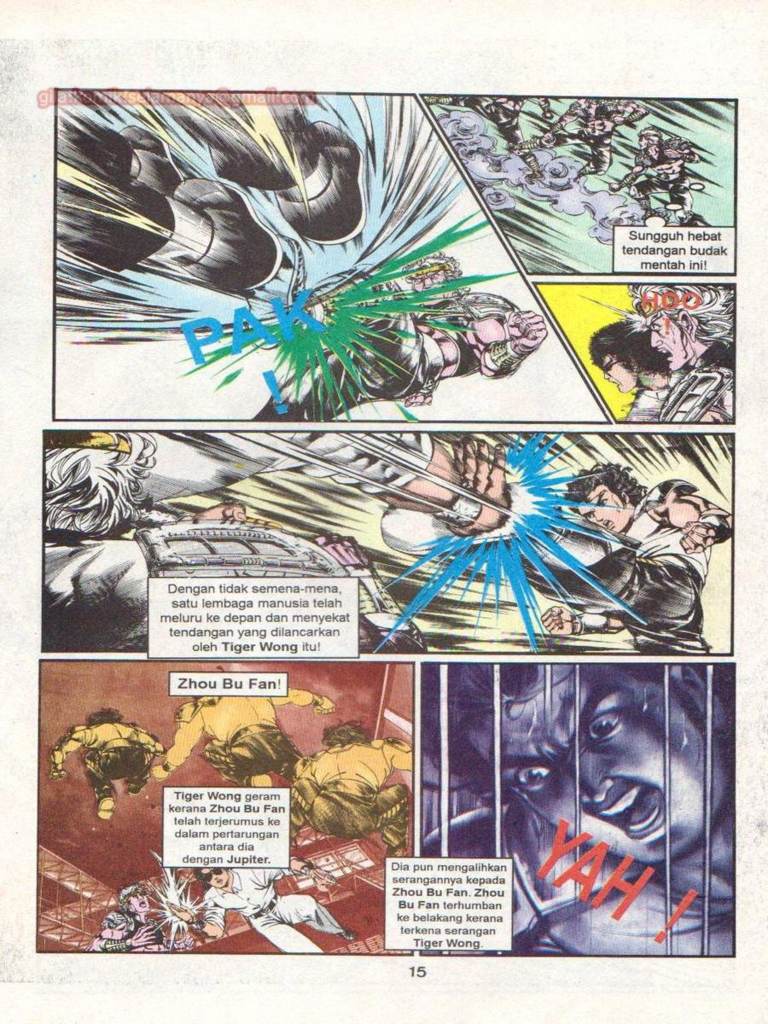 PAK
!
Sungguh hebat
tendangan budak
mentah ini!
HOO
!
Dengan tidak semena-mena,
satu lembaga manusia telah
meluru ke depan dan menyekat
tendangan yang dilancarkan
oleh Tiger Wong itu!
Zhou Bu Fan!
Tiger Wong geram
kerana Zhou Bu Fan
telah terjerumus ke
dalam pertarungan
antara dia
dengan Jupiter.
YAH !
Dia pun mengalihkan
serangannya kepada
Zhou Bu Fan. Zhou
Bu Fan terhumban
ke belakang kerana
terkena serangan
Tiger Wong.
15